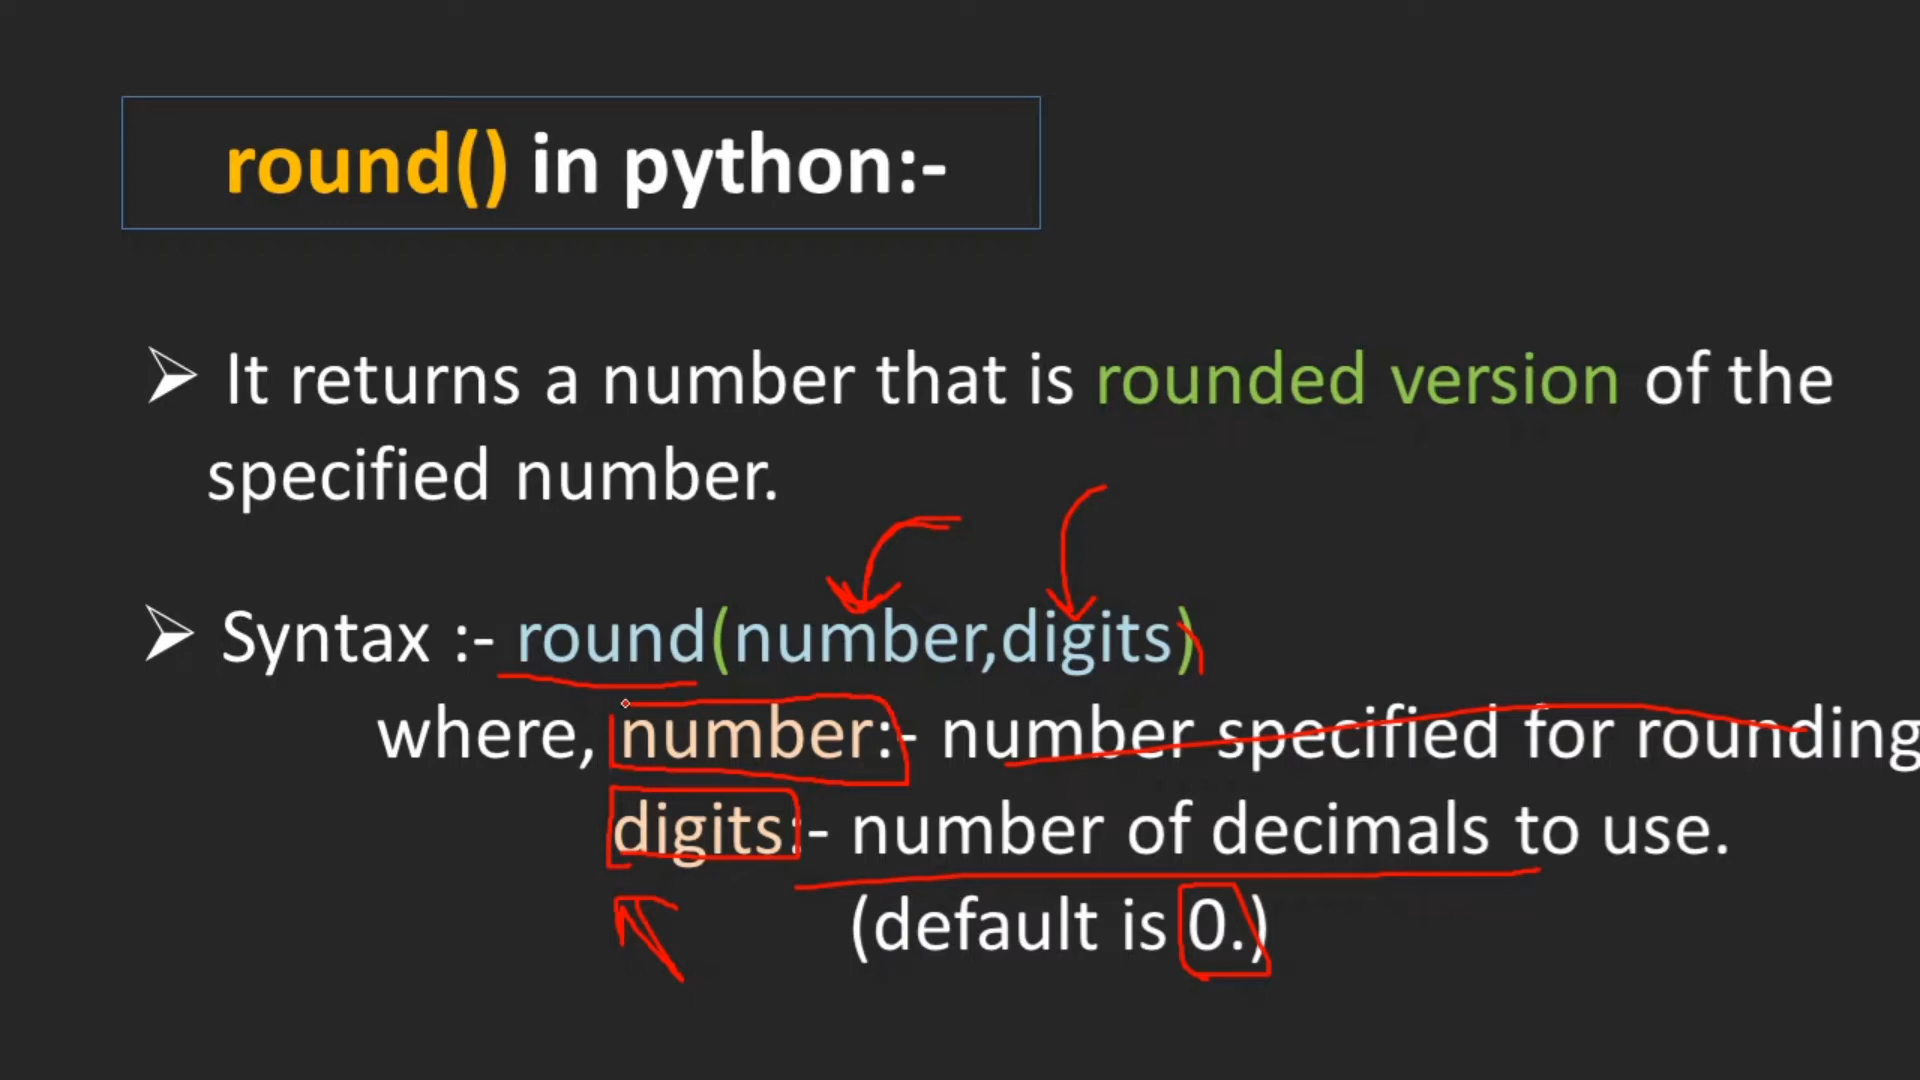 round() in python:-
It returns a number that is rounded version of the
specified number.
Syntax :- round(number,digits)
where, number:- number specified for rounding
digits:- number of decimals to use.
(default is 0.)